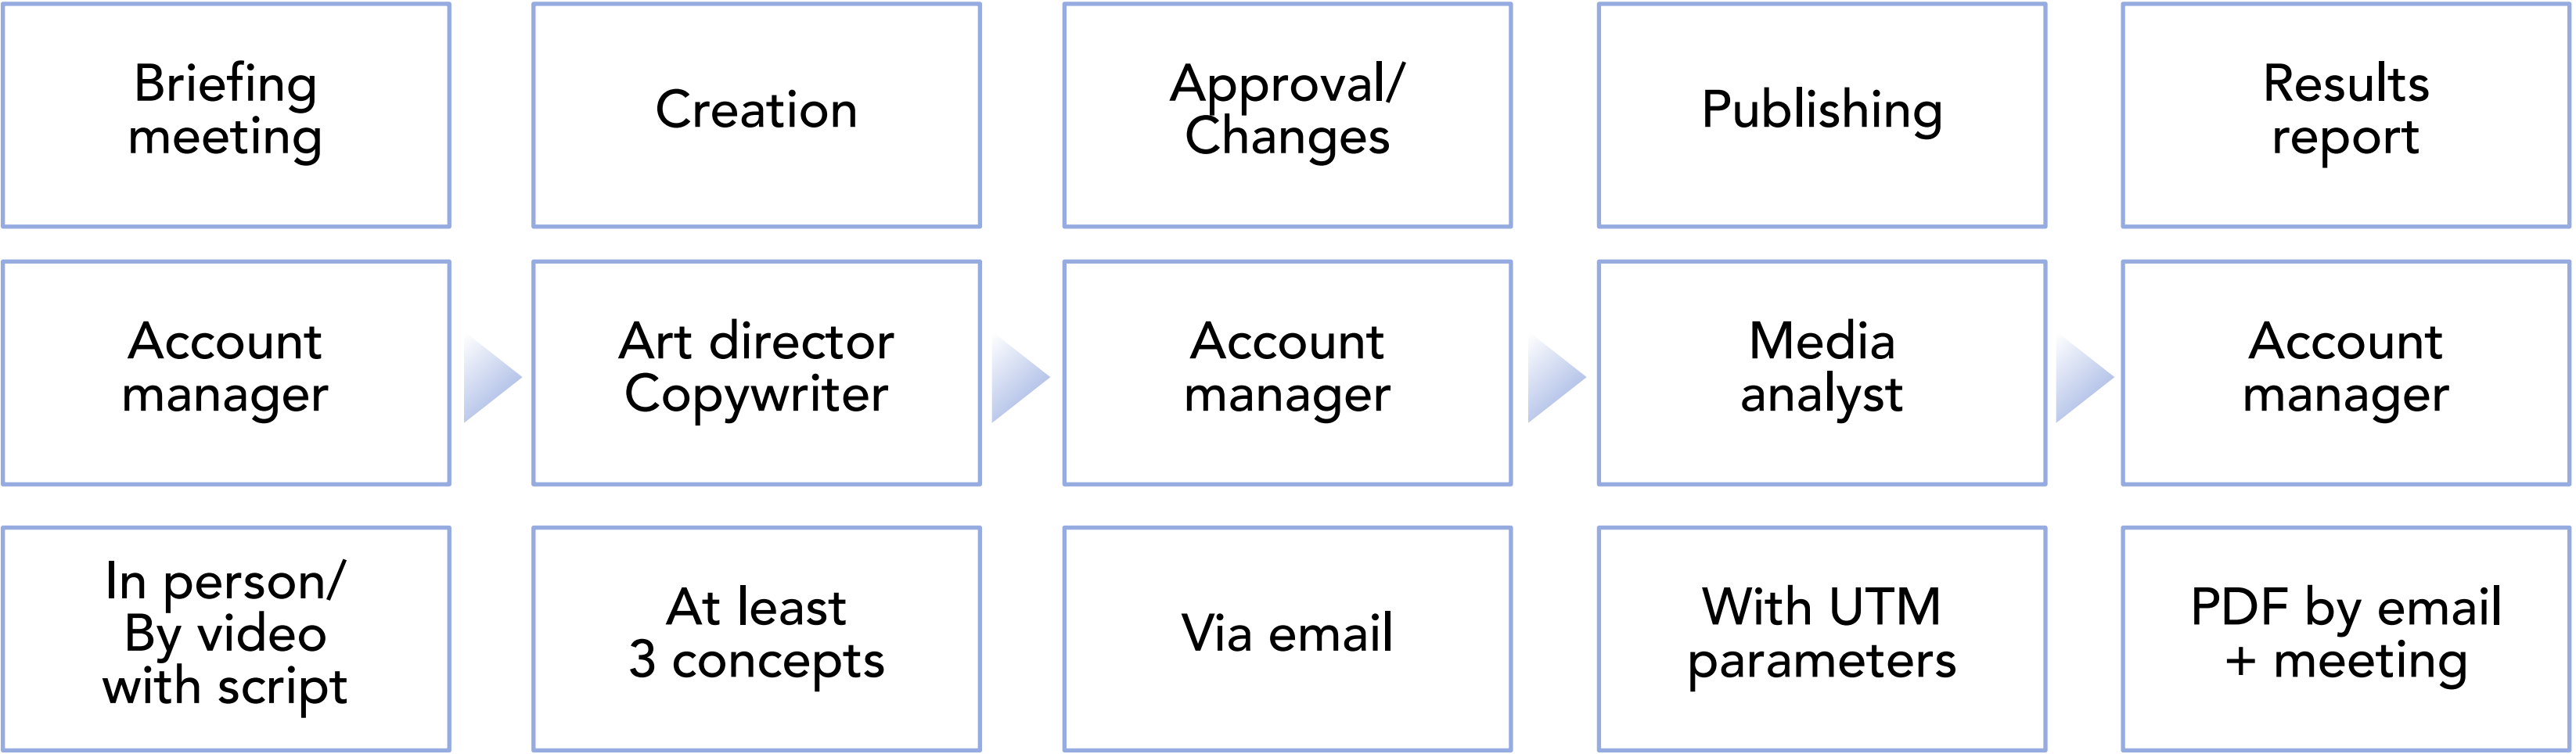 Briefing
meeting
Creation
Approval/
Changes
Publishing
Results
report
Account
manager
Art director
Copywriter
Account
manager
Media
analyst
Account
manager
In person/
By video
with script
At least
3 concepts
Via email
With UTM
parameters
PDF by email
+ meeting